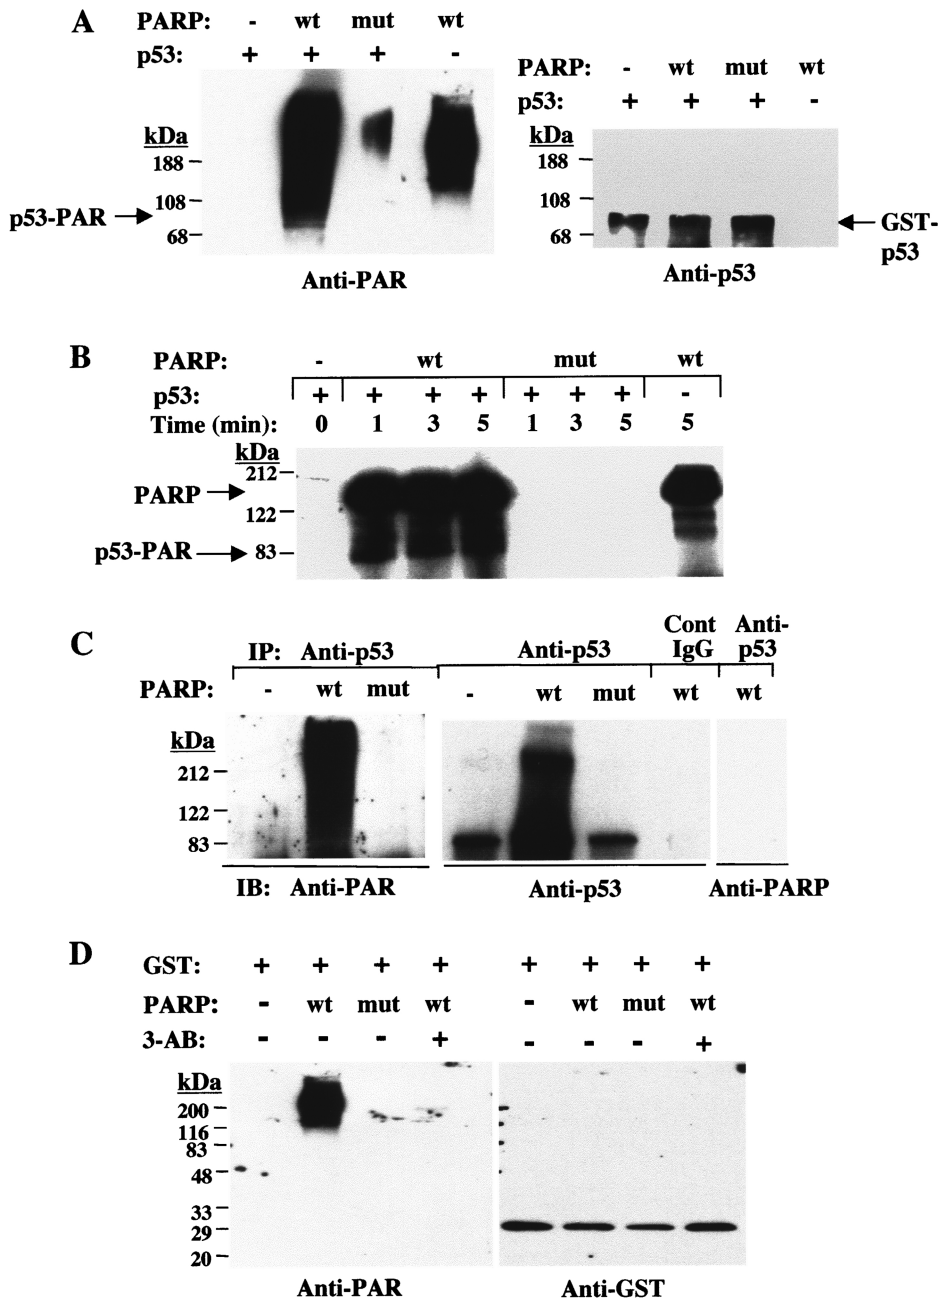 A
PARP: - wt mut wt
p53: + + + -
kDa
188
108
p53-PAR
68
Anti-PAR
PARP: - wt mut wt
p53: + + + -
kDa
188
108
68
GST-
p53
Anti-p53
B
PARP: - wt mut wt
p53: + + + + + + + -
Time (min): 0 1 3 5 1 3 5 5
kDa
212
PARP
122
p53-PAR 83
C
Cont Anti-
IP: Anti-p53 Anti-p53 IgG p53
PARP: - wt mut - wt mut wt wt
kDa
212
122
83
IB: Anti-PAR Anti-p53 Anti-PARP
D
GST: + + + + + + + +
PARP: - wt mut wt - wt mut wt
3-AB: - - - + - - - +
kDa
200
116
83
48
33
29
20
Anti-PAR Anti-GST